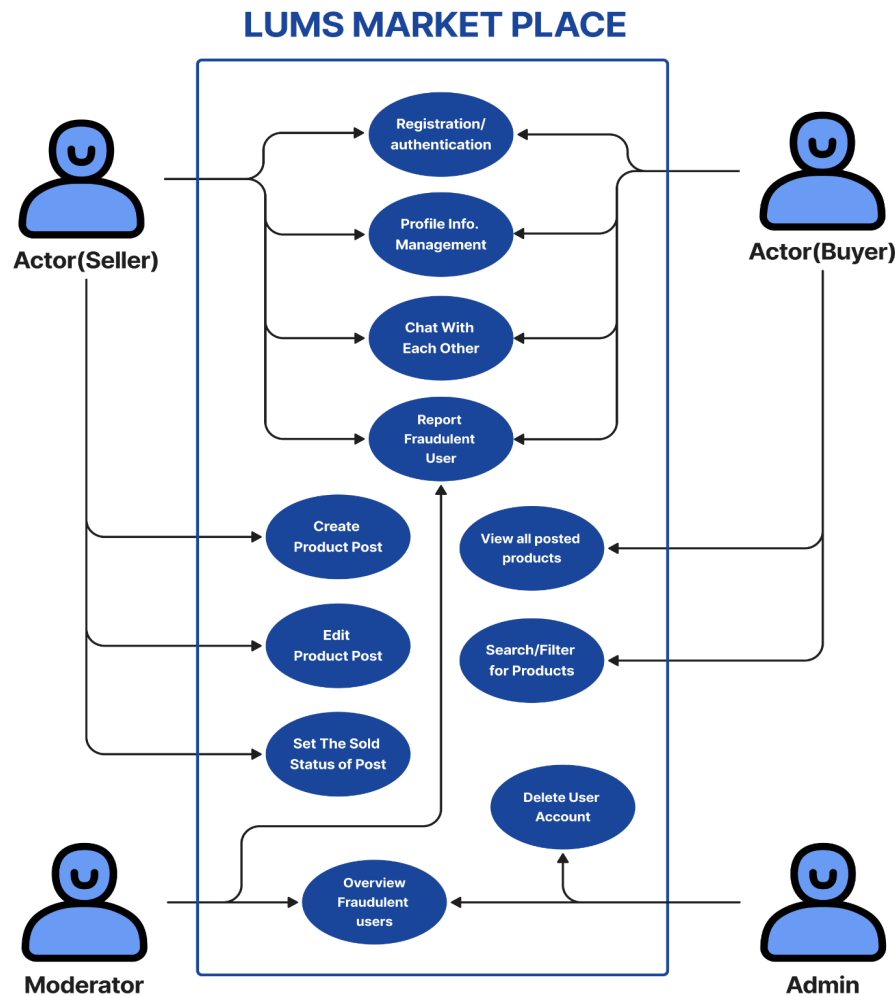 LUMS MARKET PLACE
Registration/
authentication
Profile Info.
Management
Actor(Seller)
Actor(Buyer)
Chat With
Each Other
Report
Fraudulent
User
Create
Product Post
View all posted
products
Edit
Product Post
Search/Filter
for Products
Set The Sold
Status of Post
Delete User
Account
Overview
Fraudulent
users
Moderator
Admin